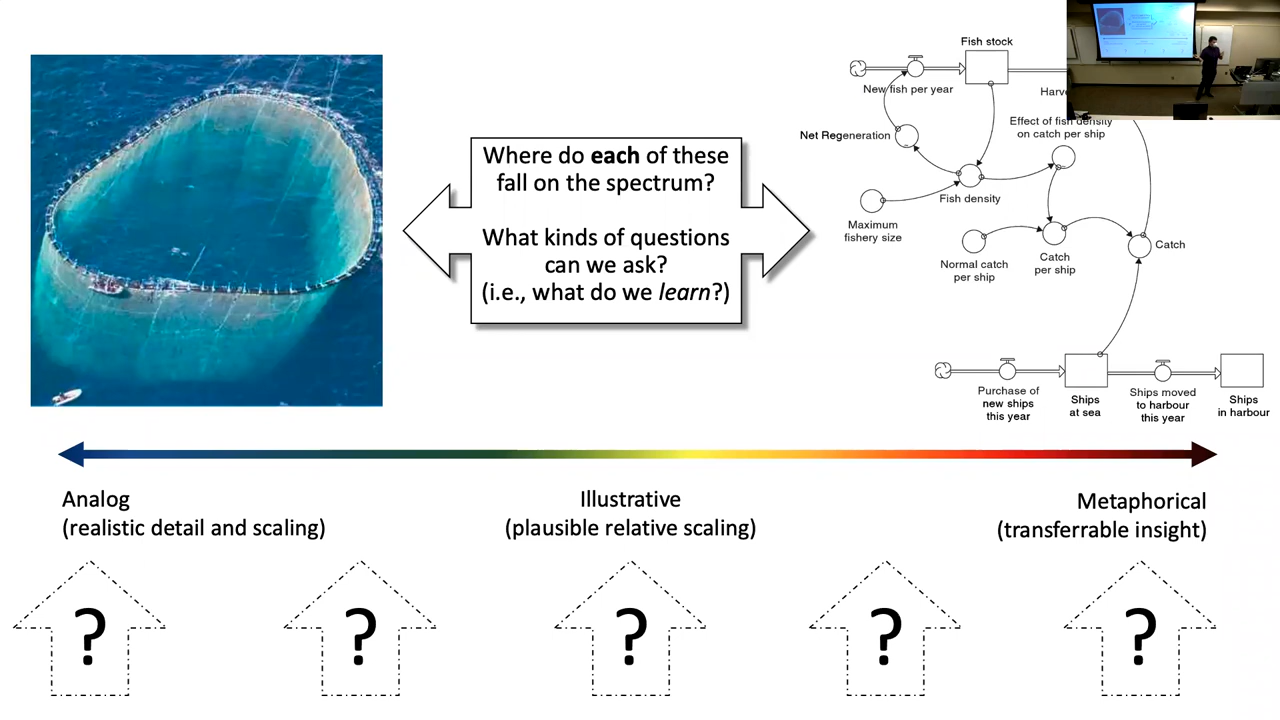 Fish stock
New fish per year
Harv
Net Regeneration
Effect of fish density
on catch per ship
Where do each of these
fall on the spectrum?
What kinds of questions
can we ask?
(i.e., what do we learn?)
Fish density
Maximum
fishery size
Normal catch
per ship
Catch
per ship
Catch
Purchase of
new ships
this year
Ships
at sea
Ships moved
to harbour
this year
Ships
in harbour
Analog
(realistic detail and scaling)
Illustrative
(plausible relative scaling)
Metaphorical
(transferrable insight)
?
?
?
?
?